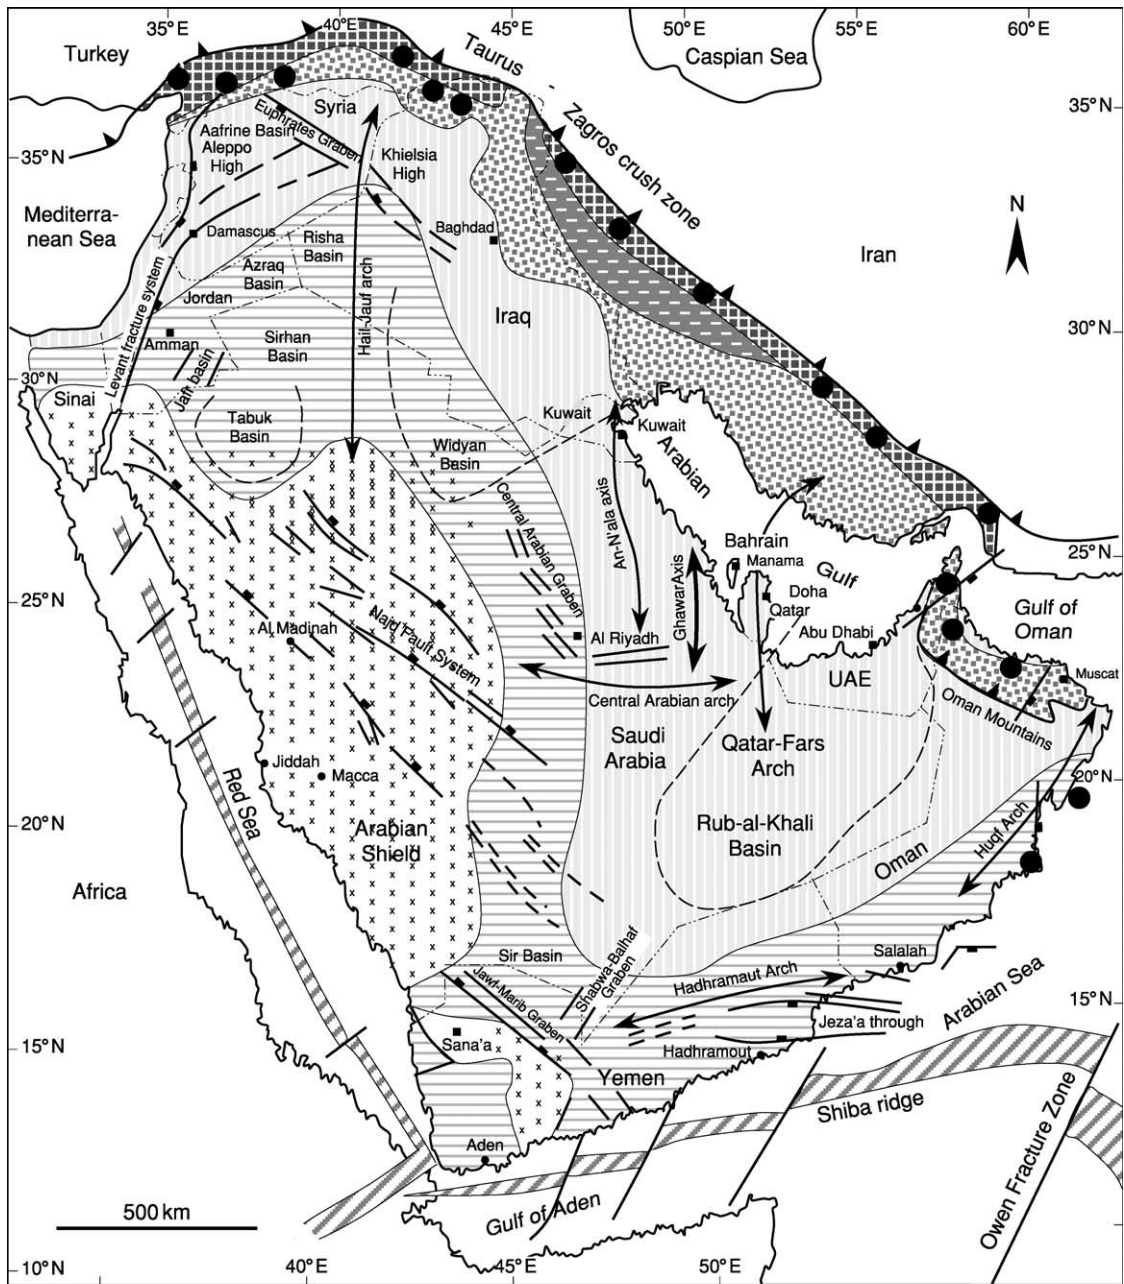 35° E
40° E
45° E
50° E
55° E
60° E
Turkey
Taurus
-
Zagros crush zone
Caspian Sea
35° N
35° N
Syria
Aafrine Basin
Euphrates Graben
Aleppo
High
Khielsia
High
N
Mediterra-
nean Sea
Damascus
Risha
Basin
Baghdad
Azraq
Basin
Iran
Jordan
Levant fracture system
Hail-Jauf arch
Iraq
Amman
Sirhan
Basin
30° N
30° N
Jafr basin
Sinai
Tabuk
Basin
Kuwait
Kuwait
Widyan
Basin
Arabian
Central Arabian Graben
An-N'ala axis
GhawarAxis
Bahrain
Manama
Gulf
25° N
25° N
Doha
Qatar
Gulf of
Oman
Al Madinah
Najd Fault System
Al Riyadh
Abu Dhabi
UAE
Muscat
Central Arabian arch
Oman Mountains
Saudi
Arabia
Qatar-Fars
Arch
Jiddah
Macca
20° N
20° N
Red Sea
Arabian
Shield
Rub-al-Khali
Basin
Huqf Arch
Oman
Africa
Sir Basin
Shabwa-Balhaf
Graben
Salalah
Jawf-Marib Graben
Hadhramaut Arch
Arabian Sea
15° N
15° N
Jeza'a through
Sana'a
Hadhramout
Yemen
Shiba ridge
Owen Fracture Zone
Aden
500 km
Gulf of Aden
10° N
40° E
45° E
50° E